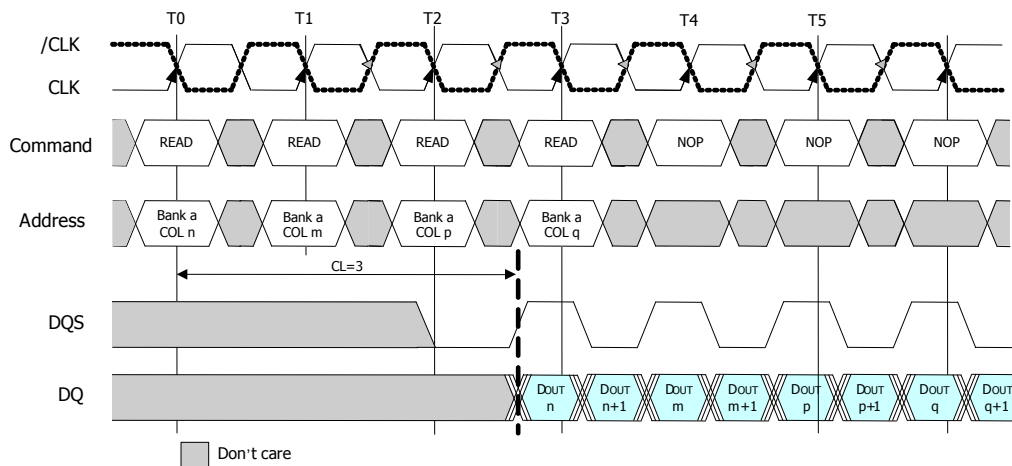 T0 T1 T2 T3 T4 T5
/CLK
CLK
Command READ READ READ READ NOP NOP NOP
Address Bank a Bank a Bank a Bank a
COL n COL m COL p COL q
CL=3
DQS
DQ DOUT DOUT DOUT DOUT DOUT DOUT DOUT DOUT
n n+1 m m+1 p p+1 q q+1
Don't care